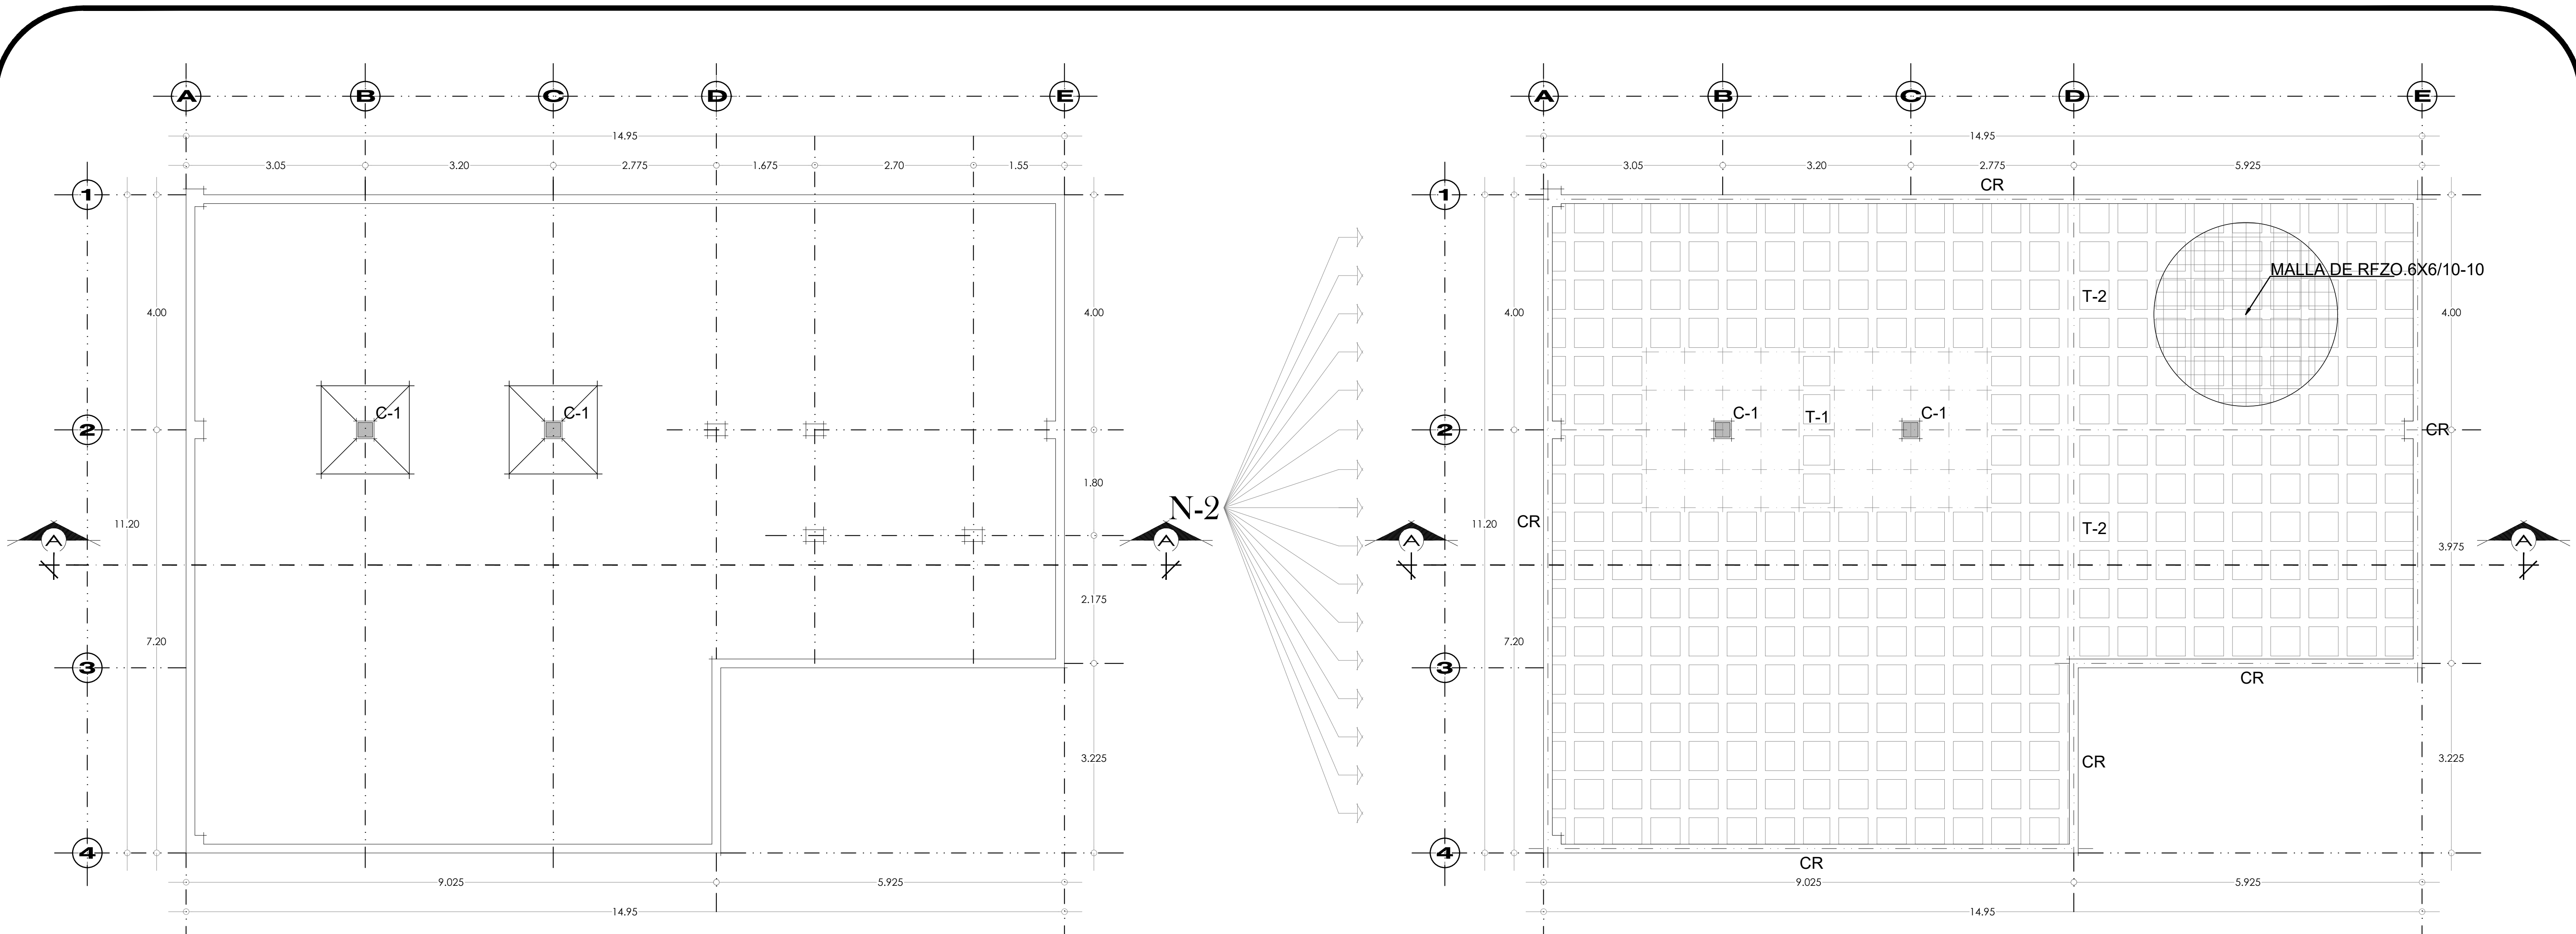 A B C D E
14.95
3.05 3.20 2.775 1.675 2.70 1.55
1
4.00 4.00
C-1 C-1
2
1.80
11.20
A A
2.175
7.20
3
3.225
4
9.025 5.925
14.95
N-2
A B C D E
14.95
3.05 3.20 2.775 5.925
CR
1
MALLA DE RFZO.6X6/10-10
T-2
4.00 4.00
C-1 T-1 C-1
2 CR
CR
11.20
T-2
A A
3.975
7.20
3
CR
3.225
CR
4
CR
9.025 5.925
14.95